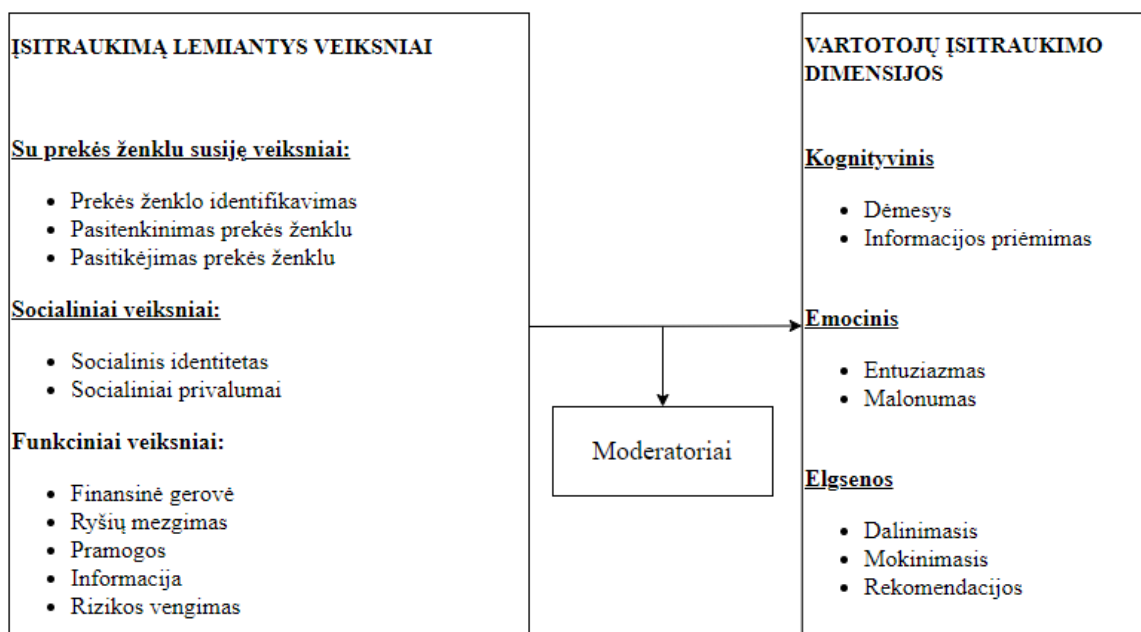 ĮSITRAUKIMĄ LEMIANTYS VEIKSNIAI
Su prekės ženklu susiję veiksniai:
• Prekės ženklo identifikavimas
• Pasitenkinimas prekės ženklu
• Pasitikėjimas prekės ženklu
Socialiniai veiksniai:
• Socialinis identitetas
• Socialiniai privalumai
Funkciniai veiksniai:
• Finansinė gerovė
• Ryšių mezgimas
• Pramogos
• Informacija
• Rizikos vengimas
Moderatoriai
VARTOTOJŲ ĮSITRAUKIMO
DIMENSIJOS
Kognityvinis
• Dėmesys
• Informacijos priėmimas
Emocinis
• Entuziazmas
• Malonumas
Elgsenos
• Dalinimasis
• Mokinimasis
• Rekomendacijos